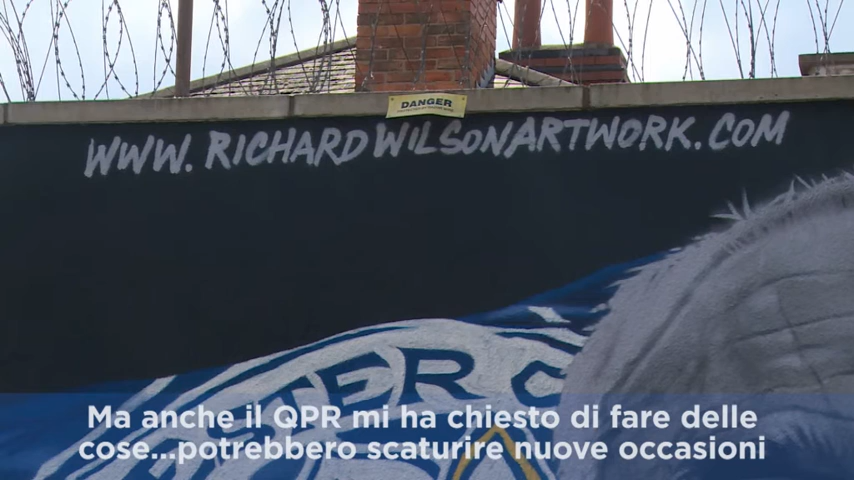 DANGER
WWW.RICHARDWILSONARTWORK.COM
Ma anche il QPR mi ha chiesto di fare delle
cose...potrebbero scaturire nuove occasioni